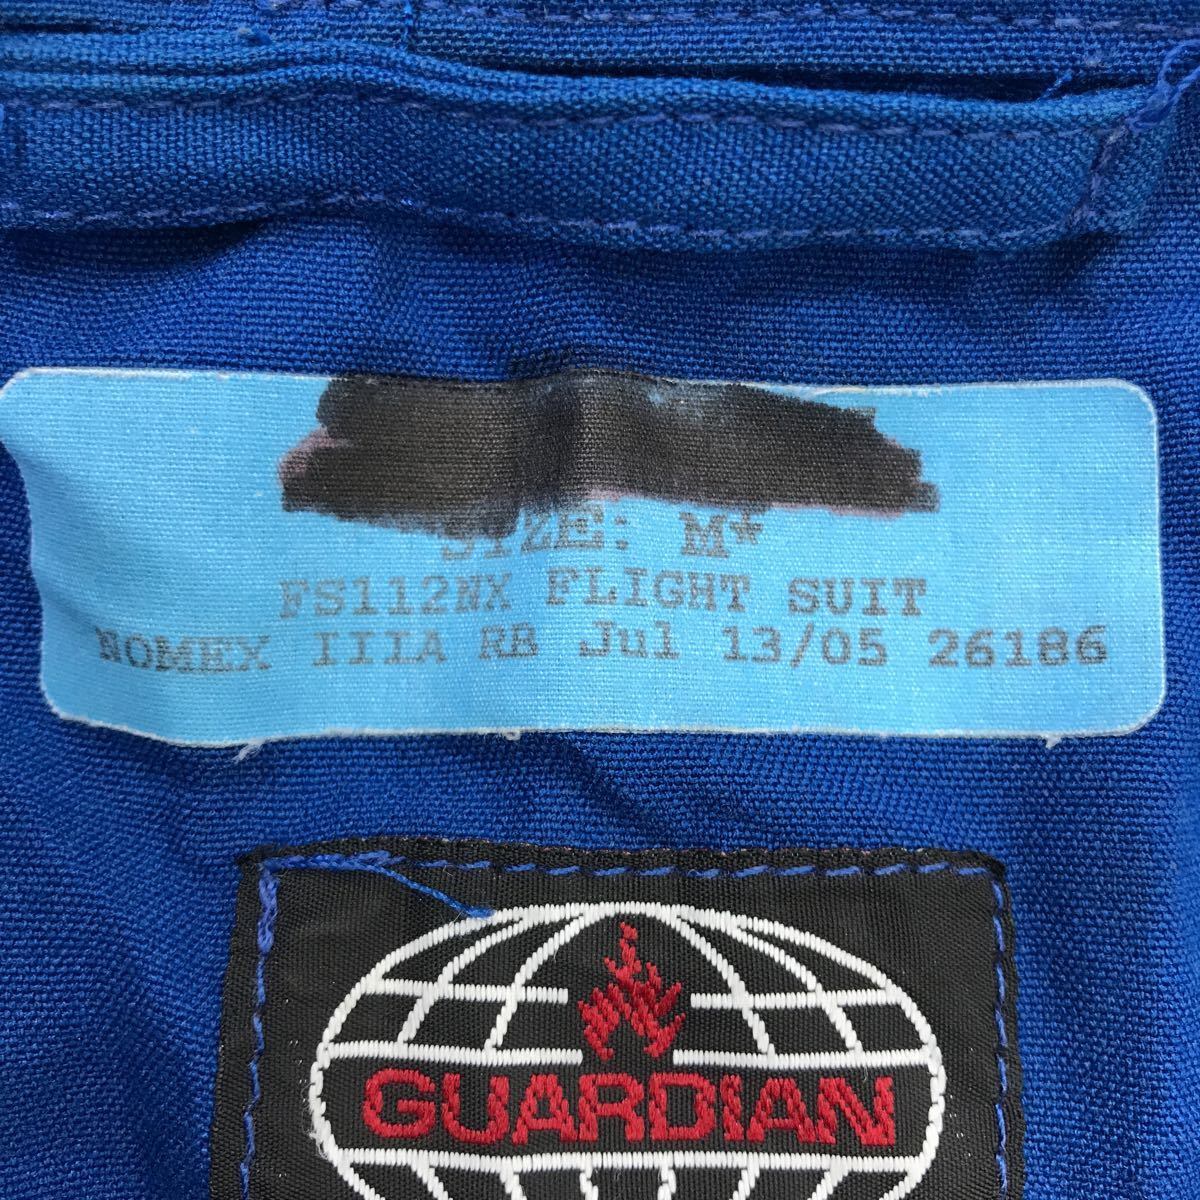 SIZE: M*
FS112NX FLIGHT SUIT
NOMEX IIIA RB Jul 13/05 26186
GUARDIAN